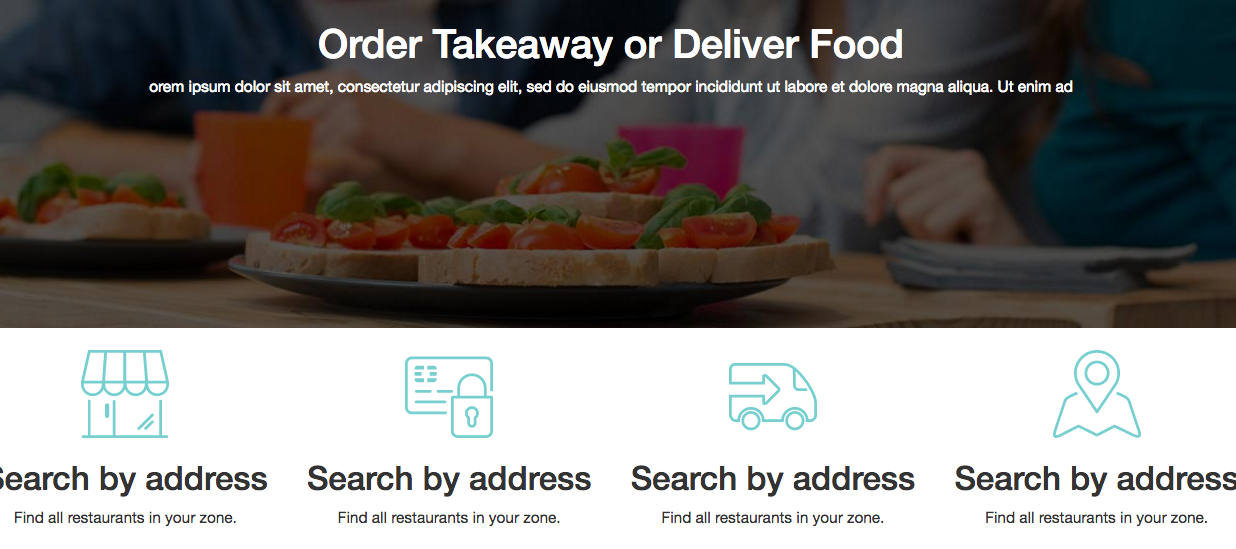 Order Takeaway or Deliver Food
orem ipsum dolor sit amet, consectetur adipiscing elit, sed do eiusmod tempor incididunt ut labore et dolore magna aliqua. Ut enim ad
Search by address Search by address Search by address Search by address
Find all restaurants in your zone. Find all restaurants in your zone. Find all restaurants in your zone. Find all restaurants in your zone.